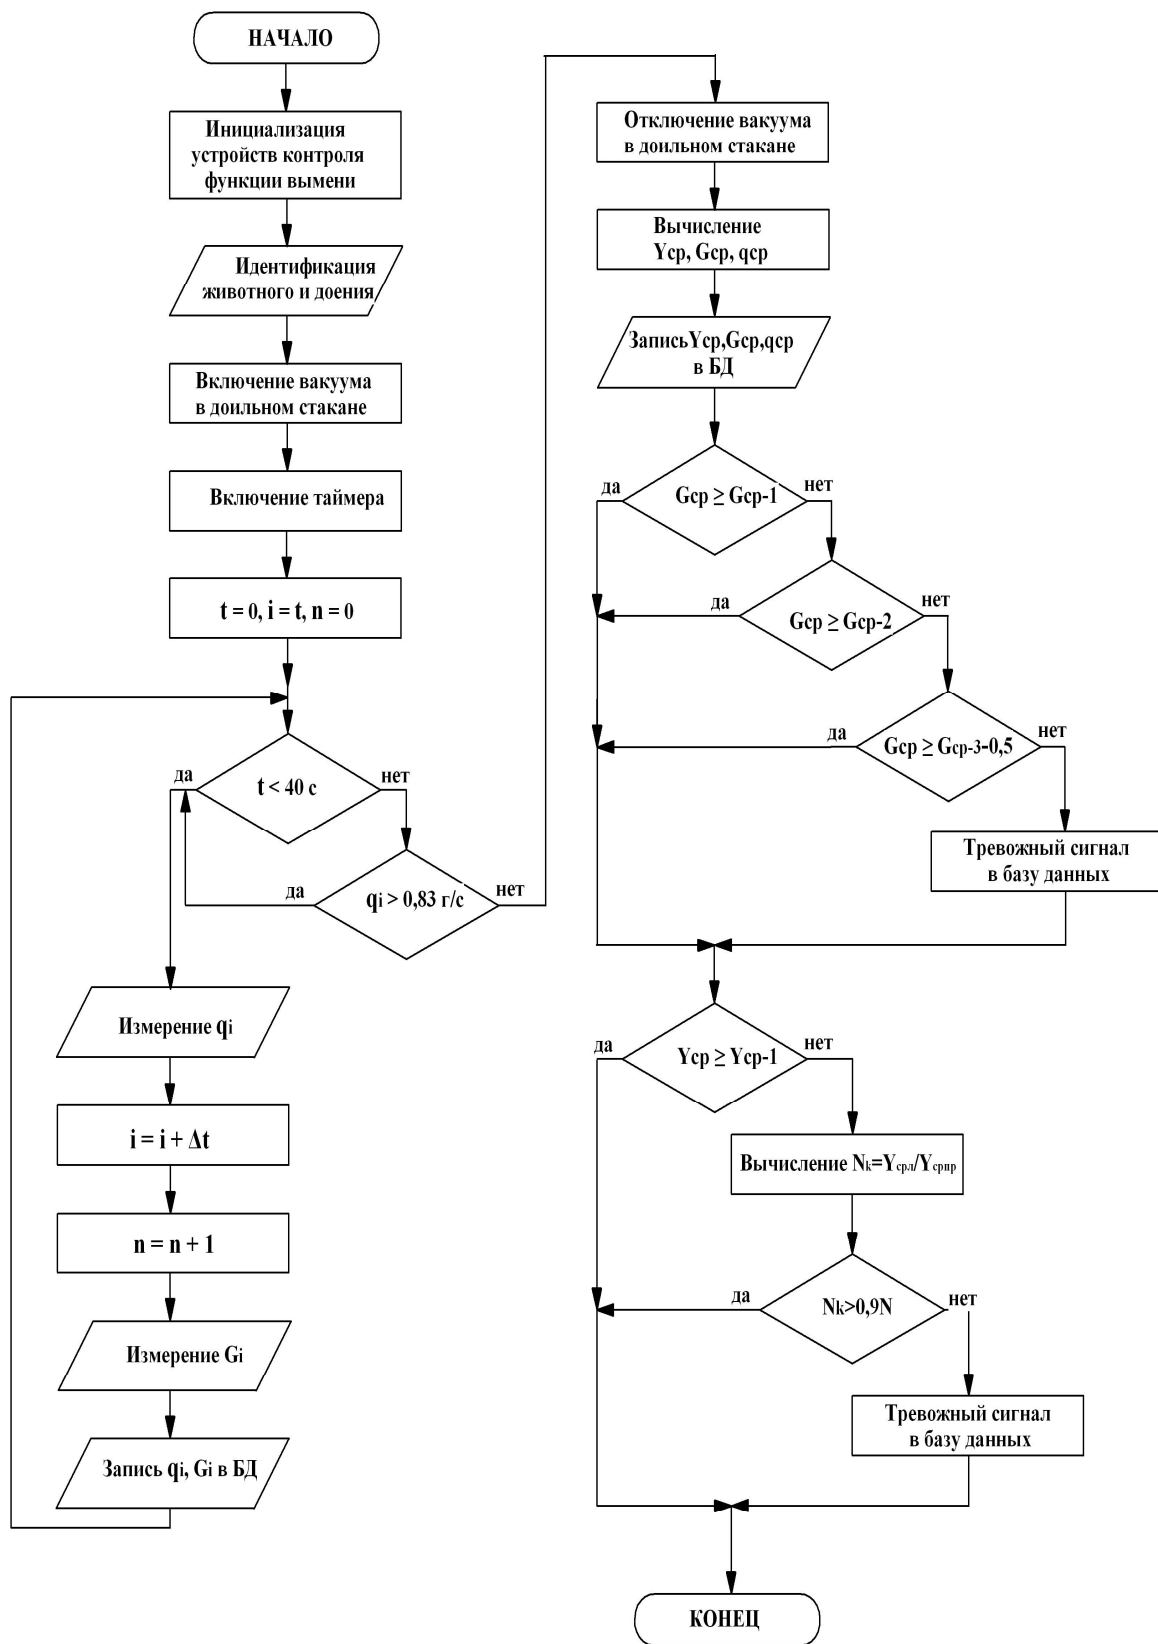 НАЧАЛО
Инициализация
устройств контроля
функции вымени
Идентификация
животного и доения
Включение вакуума
в доильном стакане
Включение таймера
t = 0, i = t, n = 0
t < 40 с
да
нет
qi > 0,83 г/с
да
нет
Измерение qi
i = i + Δt
n = n + 1
Измерение Gi
Запись qi, Gi в БД
Отключение вакуума
в доильном стакане
Вычисление
Yср, Gср, qср
ЗаписьYср,Gср,qср
в БД
да
Gср ≥ Gср-1
нет
да
Gср ≥ Gср-2
нет
да
Gср ≥ Gср-3-0,5
нет
Тревожный сигнал
в базу данных
да
Yср ≥ Yср-1
нет
Вычисление Nk=Yсрл/Yсрпр
да
Nk>0,9N
нет
Тревожный сигнал
в базу данных
КОНЕЦ